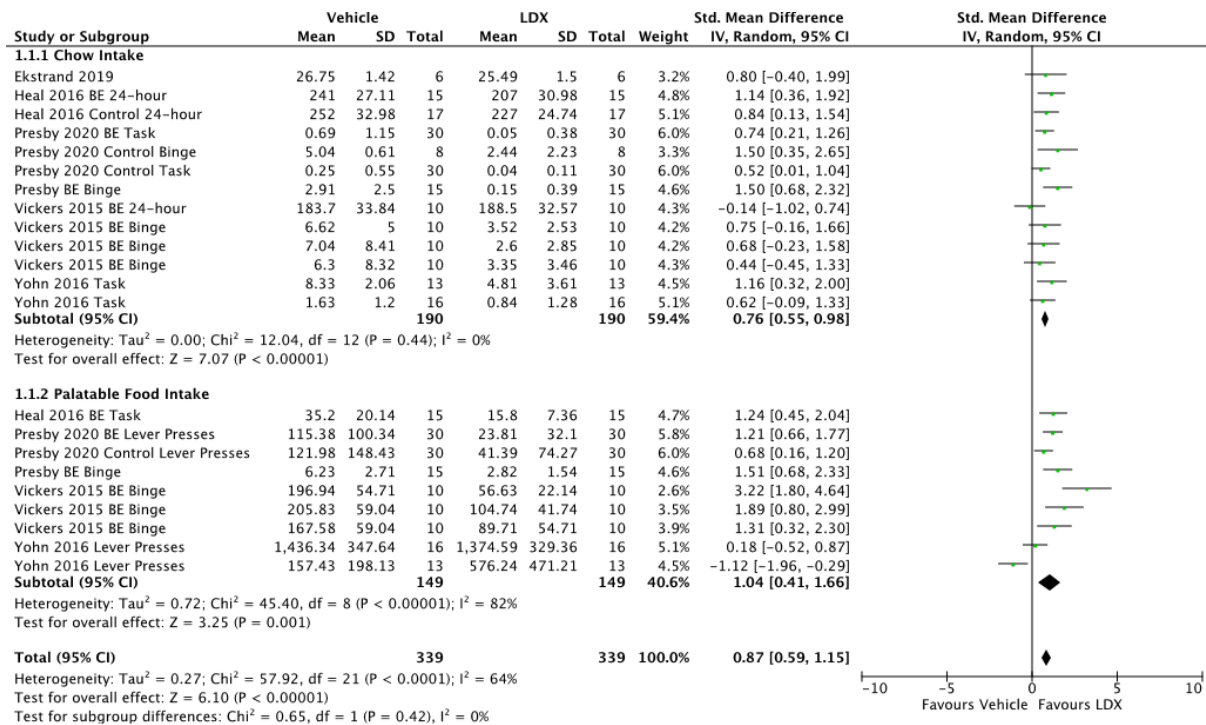 Vehicle LDX Std. Mean Difference Std. Mean Difference
Study or Subgroup Mean SD Total Mean SD Total Weight IV, Random, 95% CI IV, Random, 95% CI
1.1.1 Chow Intake
Ekstrand 2019 26.75 1.42 6 25.49 1.5 6 3.2% 0.80 [-0.40, 1.99]
Heal 2016 BE 24-hour 241 27.11 15 207 30.98 15 4.8% 1.14 [0.36, 1.92]
Heal 2016 Control 24-hour 252 32.98 17 227 24.74 17 5.1% 0.84 [0.13, 1.54]
Presby 2020 BE Task 0.69 1.15 30 0.05 0.38 30 6.0% 0.74 [0.21, 1.26]
Presby 2020 Control Binge 5.04 0.61 8 2.44 2.23 8 3.3% 1.50 [0.35, 2.65]
Presby 2020 Control Task 0.25 0.55 30 0.04 0.11 30 6.0% 0.52 [0.01, 1.04]
Presby BE Binge 2.91 2.5 15 0.15 0.39 15 4.6% 1.50 [0.68, 2.32]
Vickers 2015 BE 24-hour 183.7 33.84 10 188.5 32.57 10 4.3% -0.14 [-1.02, 0.74]
Vickers 2015 BE Binge 6.62 5 10 3.52 2.53 10 4.2% 0.75 [-0.16, 1.66]
Vickers 2015 BE Binge 7.04 8.41 10 2.6 2.85 10 4.2% 0.68 [-0.23, 1.58]
Vickers 2015 BE Binge 6.3 8.32 10 3.35 3.46 10 4.3% 0.44 [-0.45, 1.33]
Yohn 2016 Task 8.33 2.06 13 4.81 3.61 13 4.5% 1.16 [0.32, 2.00]
Yohn 2016 Task 1.63 1.2 16 0.84 1.28 16 5.1% 0.62 [-0.09, 1.33]
Subtotal (95% CI) 190 190 59.4% 0.76 [0.55, 0.98]
Heterogeneity: Tau² = 0.00; Chi² = 12.04, df = 12 (P = 0.44); I² = 0%
Test for overall effect: Z = 7.07 (P < 0.00001)
1.1.2 Palatable Food Intake
Heal 2016 BE Task 35.2 20.14 15 15.8 7.36 15 4.7% 1.24 [0.45, 2.04]
Presby 2020 BE Lever Presses 115.38 100.34 30 23.81 32.1 30 5.8% 1.21 [0.66, 1.77]
Presby 2020 Control Lever Presses 121.98 148.43 30 41.39 74.27 30 6.0% 0.68 [0.16, 1.20]
Presby BE Binge 6.23 2.71 15 2.82 1.54 15 4.6% 1.51 [0.68, 2.33]
Vickers 2015 BE Binge 196.94 54.71 10 56.63 22.14 10 2.6% 3.22 [1.80, 4.64]
Vickers 2015 BE Binge 205.83 59.04 10 104.74 41.74 10 3.5% 1.89 [0.80, 2.99]
Vickers 2015 BE Binge 167.58 59.04 10 89.71 54.71 10 3.9% 1.31 [0.32, 2.30]
Yohn 2016 Lever Presses 1,436.34 347.64 16 1,374.59 329.36 16 5.1% 0.18 [-0.52, 0.87]
Yohn 2016 Lever Presses 157.43 198.13 13 576.24 471.21 13 4.5% -1.12 [-1.96, -0.29]
Subtotal (95% CI) 149 149 40.6% 1.04 [0.41, 1.66]
Heterogeneity: Tau² = 0.72; Chi² = 45.40, df = 8 (P < 0.00001); I² = 82%
Test for overall effect: Z = 3.25 (P = 0.001)
Total (95% CI) 339 339 100.0% 0.87 [0.59, 1.15]
Heterogeneity: Tau² = 0.27; Chi² = 57.92, df = 21 (P < 0.0001); I² = 64%
-10 -5 0 5 10
Test for overall effect: Z = 6.10 (P < 0.00001)
Favours Vehicle Favours LDX
Test for subgroup differences: Chi² = 0.65, df = 1 (P = 0.42), I² = 0%